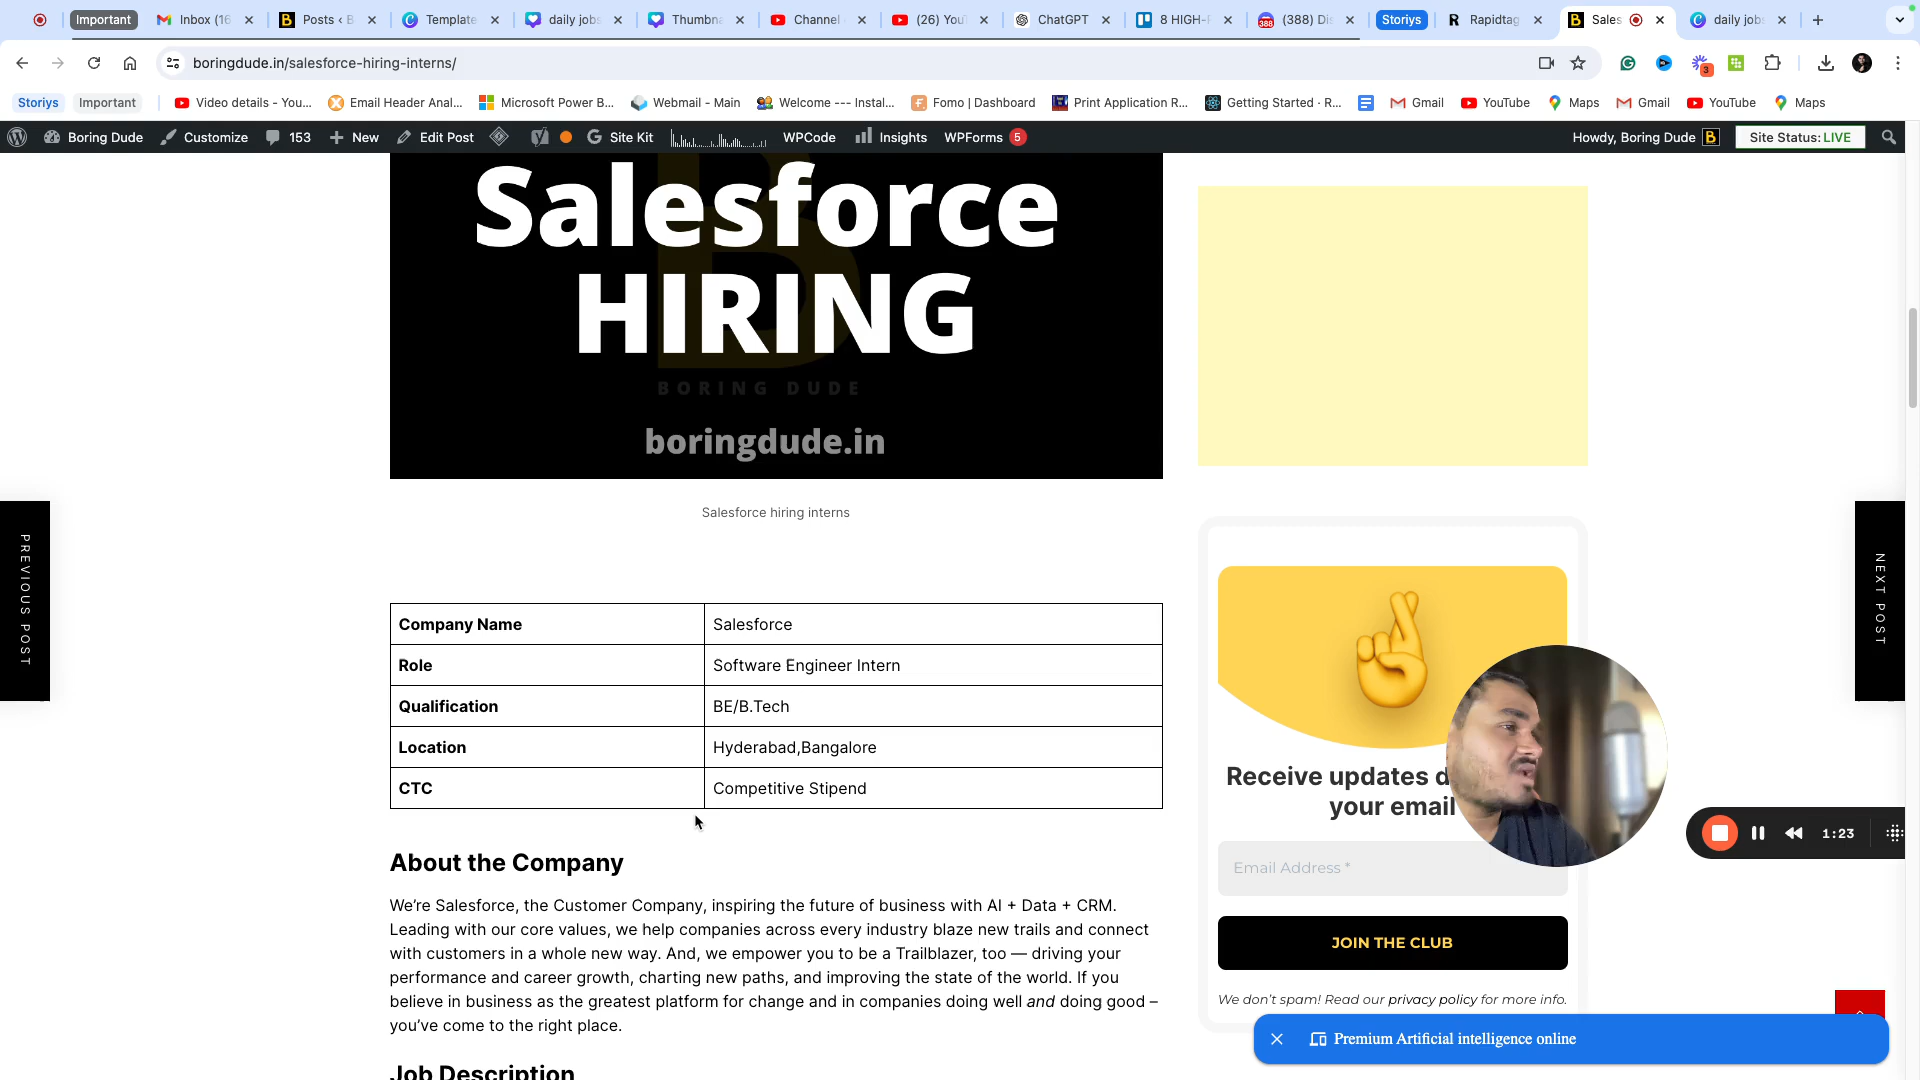 Important
Inbox (16
Posts ‹ B
Template
daily job
Thumbna
Channel
(26) You
ChatGPT
8 HIGH-P
(388) Di
Storiys
Rapidtag
Sales
daily job
boringdude.in/salesforce-hiring-interns/
3
Storiys
Important
Video details - You...
Email Header Anal...
Microsoft Power B...
Webmail - Main
Welcome --- Instal...
Fomo | Dashboard
Print Application R...
Getting Started · R...
Gmail
YouTube
Maps
Gmail
YouTube
Maps
Boring Dude
Customize
153
New
Edit Post
Site Kit
WPCode
Insights
WPForms 5
Howdy, Boring Dude
Site Status: LIVE
Salesforce
HIRING
BORING DUDE
boringdude.in
Salesforce hiring interns
PREVIOUS POST
NEXT POST
Company Name Salesforce
Role Software Engineer Intern
Qualification BE/B.Tech
Location Hyderabad,Bangalore
CTC Competitive Stipend
About the Company
We're Salesforce, the Customer Company, inspiring the future of business with AI + Data + CRM.
Leading with our core values, we help companies across every industry blaze new trails and connect
with customers in a whole new way. And, we empower you to be a Trailblazer, too — driving your
performance and career growth, charting new paths, and improving the state of the world. If you
believe in business as the greatest platform for change and in companies doing well and doing good –
you've come to the right place.
Job Description
Receive updates d
your email
Email Address *
JOIN THE CLUB
We don't spam! Read our privacy policy for more info.
1:23
Premium Artificial intelligence online